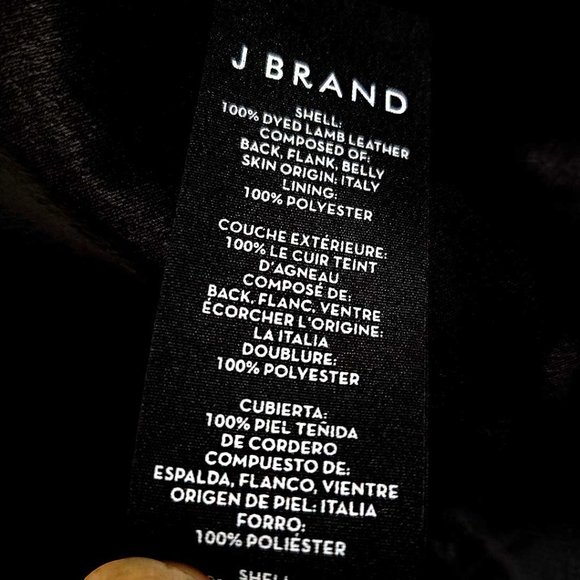 J BRAND
SHELL:
100% DYED LAMB LEATHER
COMPOSED OF:
BACK, FLANK, BELLY
SKIN ORIGIN: ITALY
LINING:
100% POLYESTER
COUCHE EXTÉRIEURE:
100% LE CUIR TEINT
D'AGNEAU
COMPOSÉ DE:
BACK, FLANC, VENTRE
ÉCORCHER L'ORIGINE:
LA ITALIA
DOUBLURE:
100% POLYESTER
CUBIERTA:
100% PIEL TEÑIDA
DE CORDERO
COMPUESTO DE:
ESPALDA, FLANCO, VIENTRE
ORIGEN DE PIEL: ITALIA
FORRO:
100% POLIÉSTER
SHELL